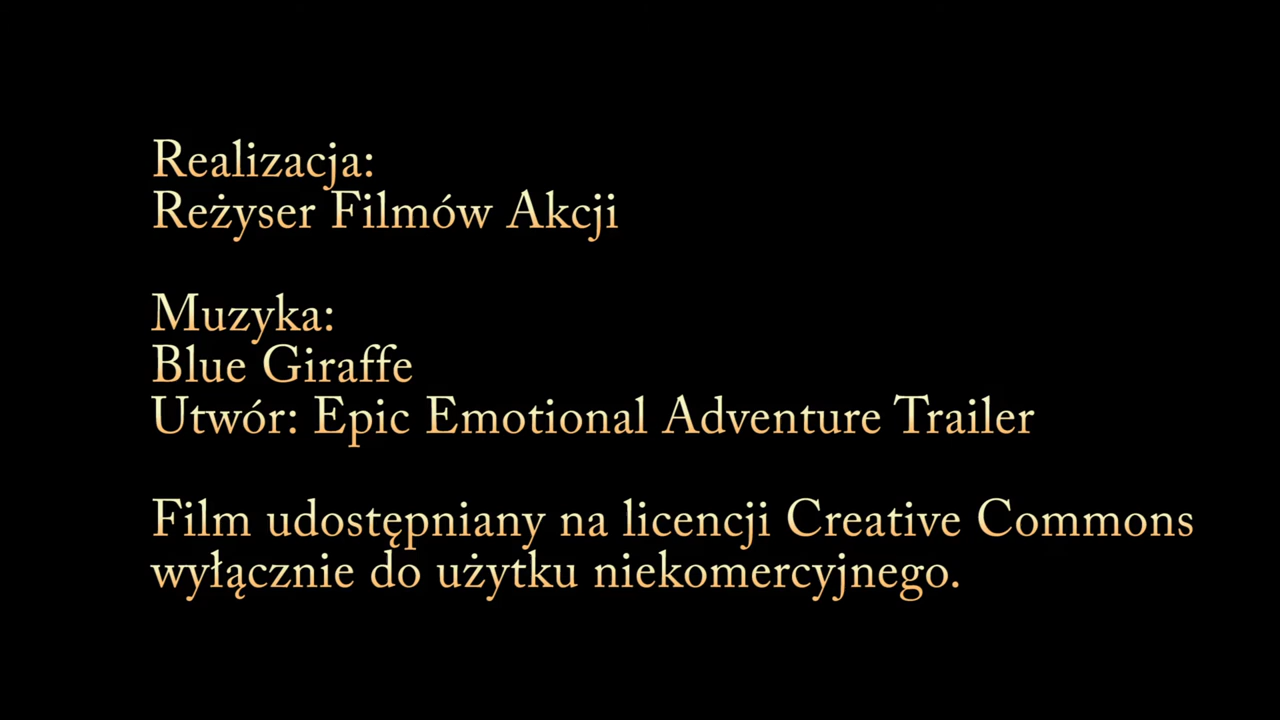 Realizacja:
Reżyser Filmów Akcji
Muzyka:
Blue Giraffe
Utwór: Epic Emotional Adventure Trailer
Film udostępniany na licencji Creative Commons
wyłącznie do użytku niekomercyjnego.